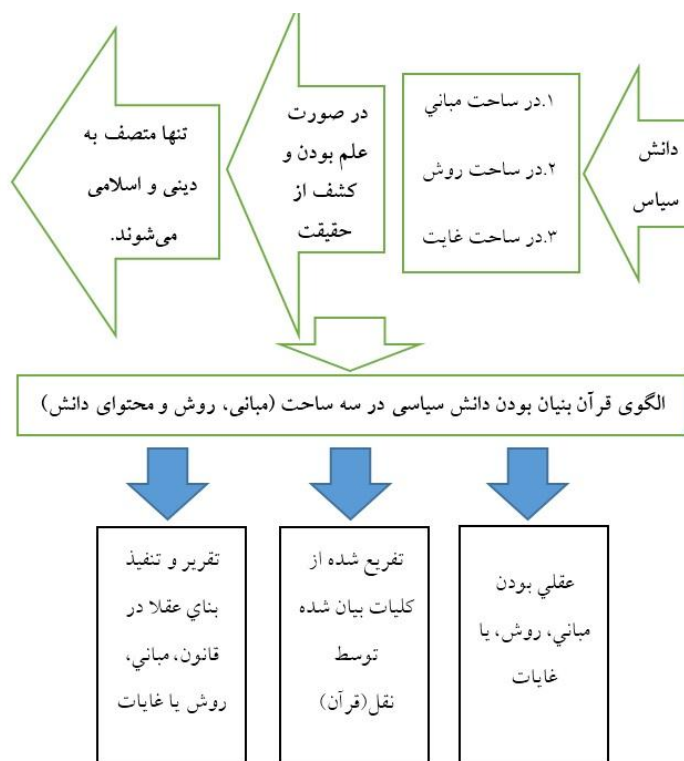 دانش
سیاس
۱.در ساحت مباني
۲.در ساحت روش
۳.در ساحت غايت
در صورت
علم بودن و
کشف از
حقیقت
تنها متصف به
دینی و اسلامی
می‌شوند.
الگوی قرآن بنیان بودن دانش سیاسی در سه ساحت (مبانی، روش و محتوای دانش)
عقلي بودن
مباني، روش، يا
غايات
تفريع شده از
كليات بيان شده
توسط
نقل(قرآن)
تقرير و تنفيذ
بناي عقلا در
قانون، مباني،
روش يا غايات